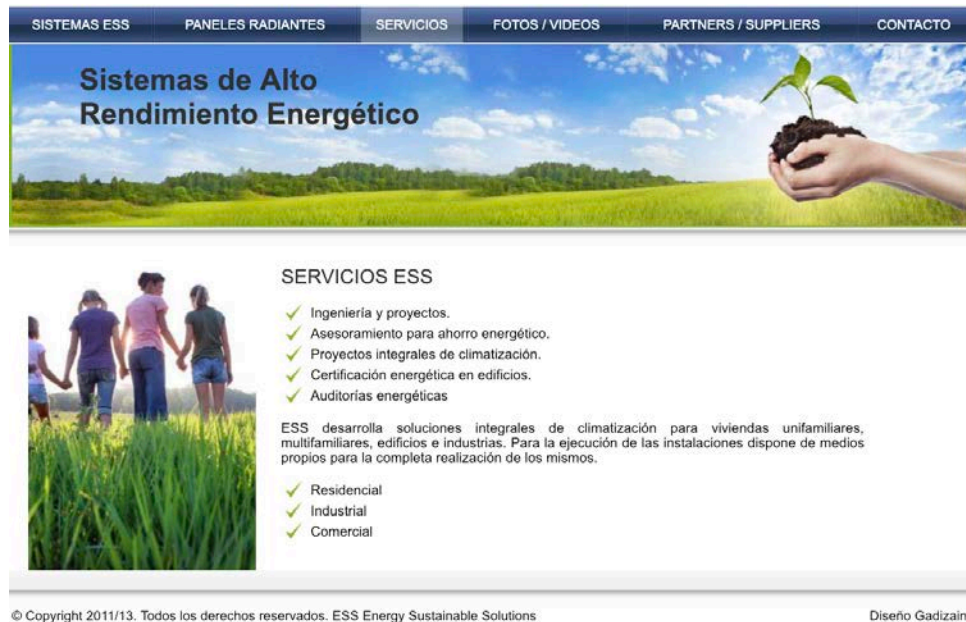 SISTEMAS ESS PANELES RADIANTES SERVICIOS FOTOS / VIDEOS PARTNERS / SUPPLIERS CONTACTO
Sistemas de Alto
Rendimiento Energético
SERVICIOS ESS
Ingeniería y proyectos.
Asesoramiento para ahorro energético.
Proyectos integrales de climatización.
Certificación energética en edificios.
Auditorías energéticas
ESS desarrolla soluciones integrales de climatización para viviendas unifamiliares,
multifamiliares, edificios e industrias. Para la ejecución de las instalaciones dispone de medios
propios para la completa realización de los mismos.
Residencial
Industrial
Comercial
© Copyright 2011/13. Todos los derechos reservados. ESS Energy Sustainable Solutions Diseño Gadizain